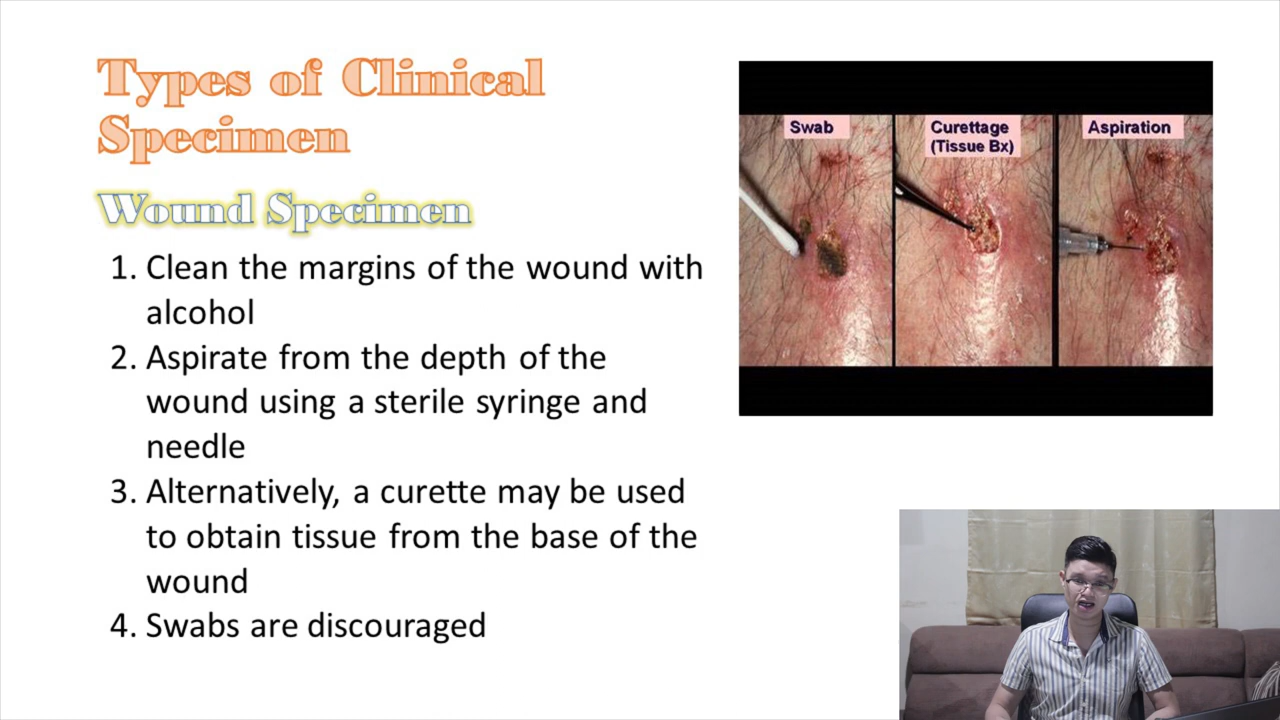 Types of Clinical
Specimen
Wound Specimen
1. Clean the margins of the wound with
alcohol
2. Aspirate from the depth of the
wound using a sterile syringe and
needle
3. Alternatively, a curette may be used
to obtain tissue from the base of the
wound
4. Swabs are discouraged
Swab
Curettage
(Tissue Bx)
Aspiration